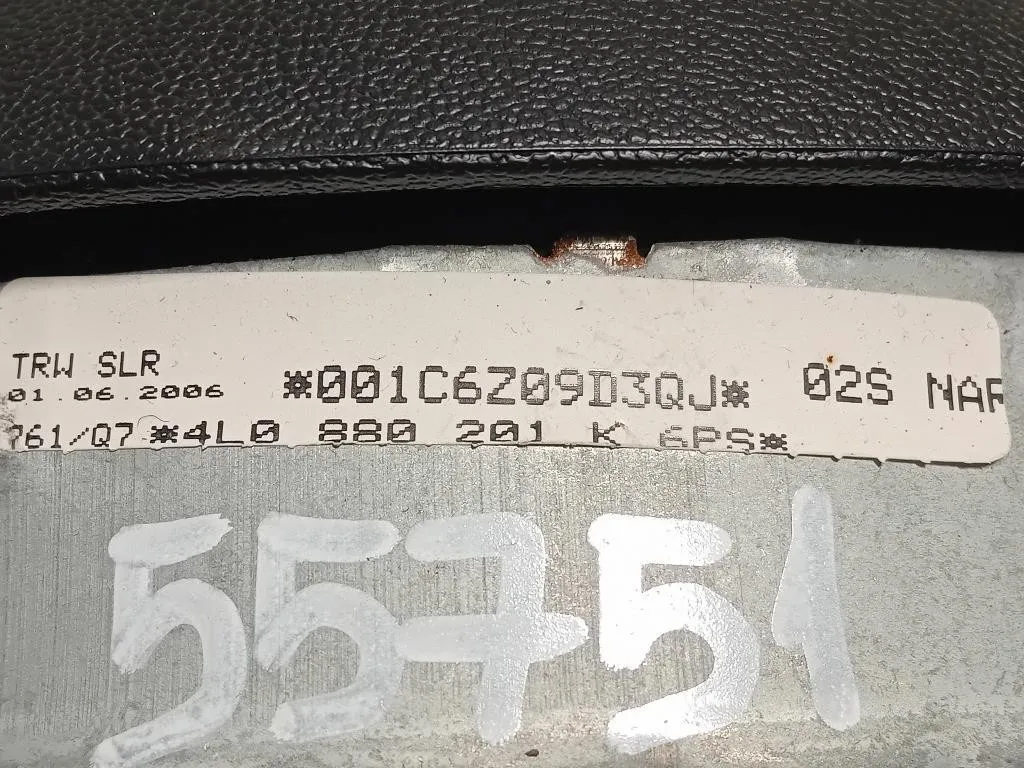 TRW SLR
01.06.2006
*001C6Z09D3QJ*
02S NAR
761/Q7 *4L0 880 201 K 6PS*
55751